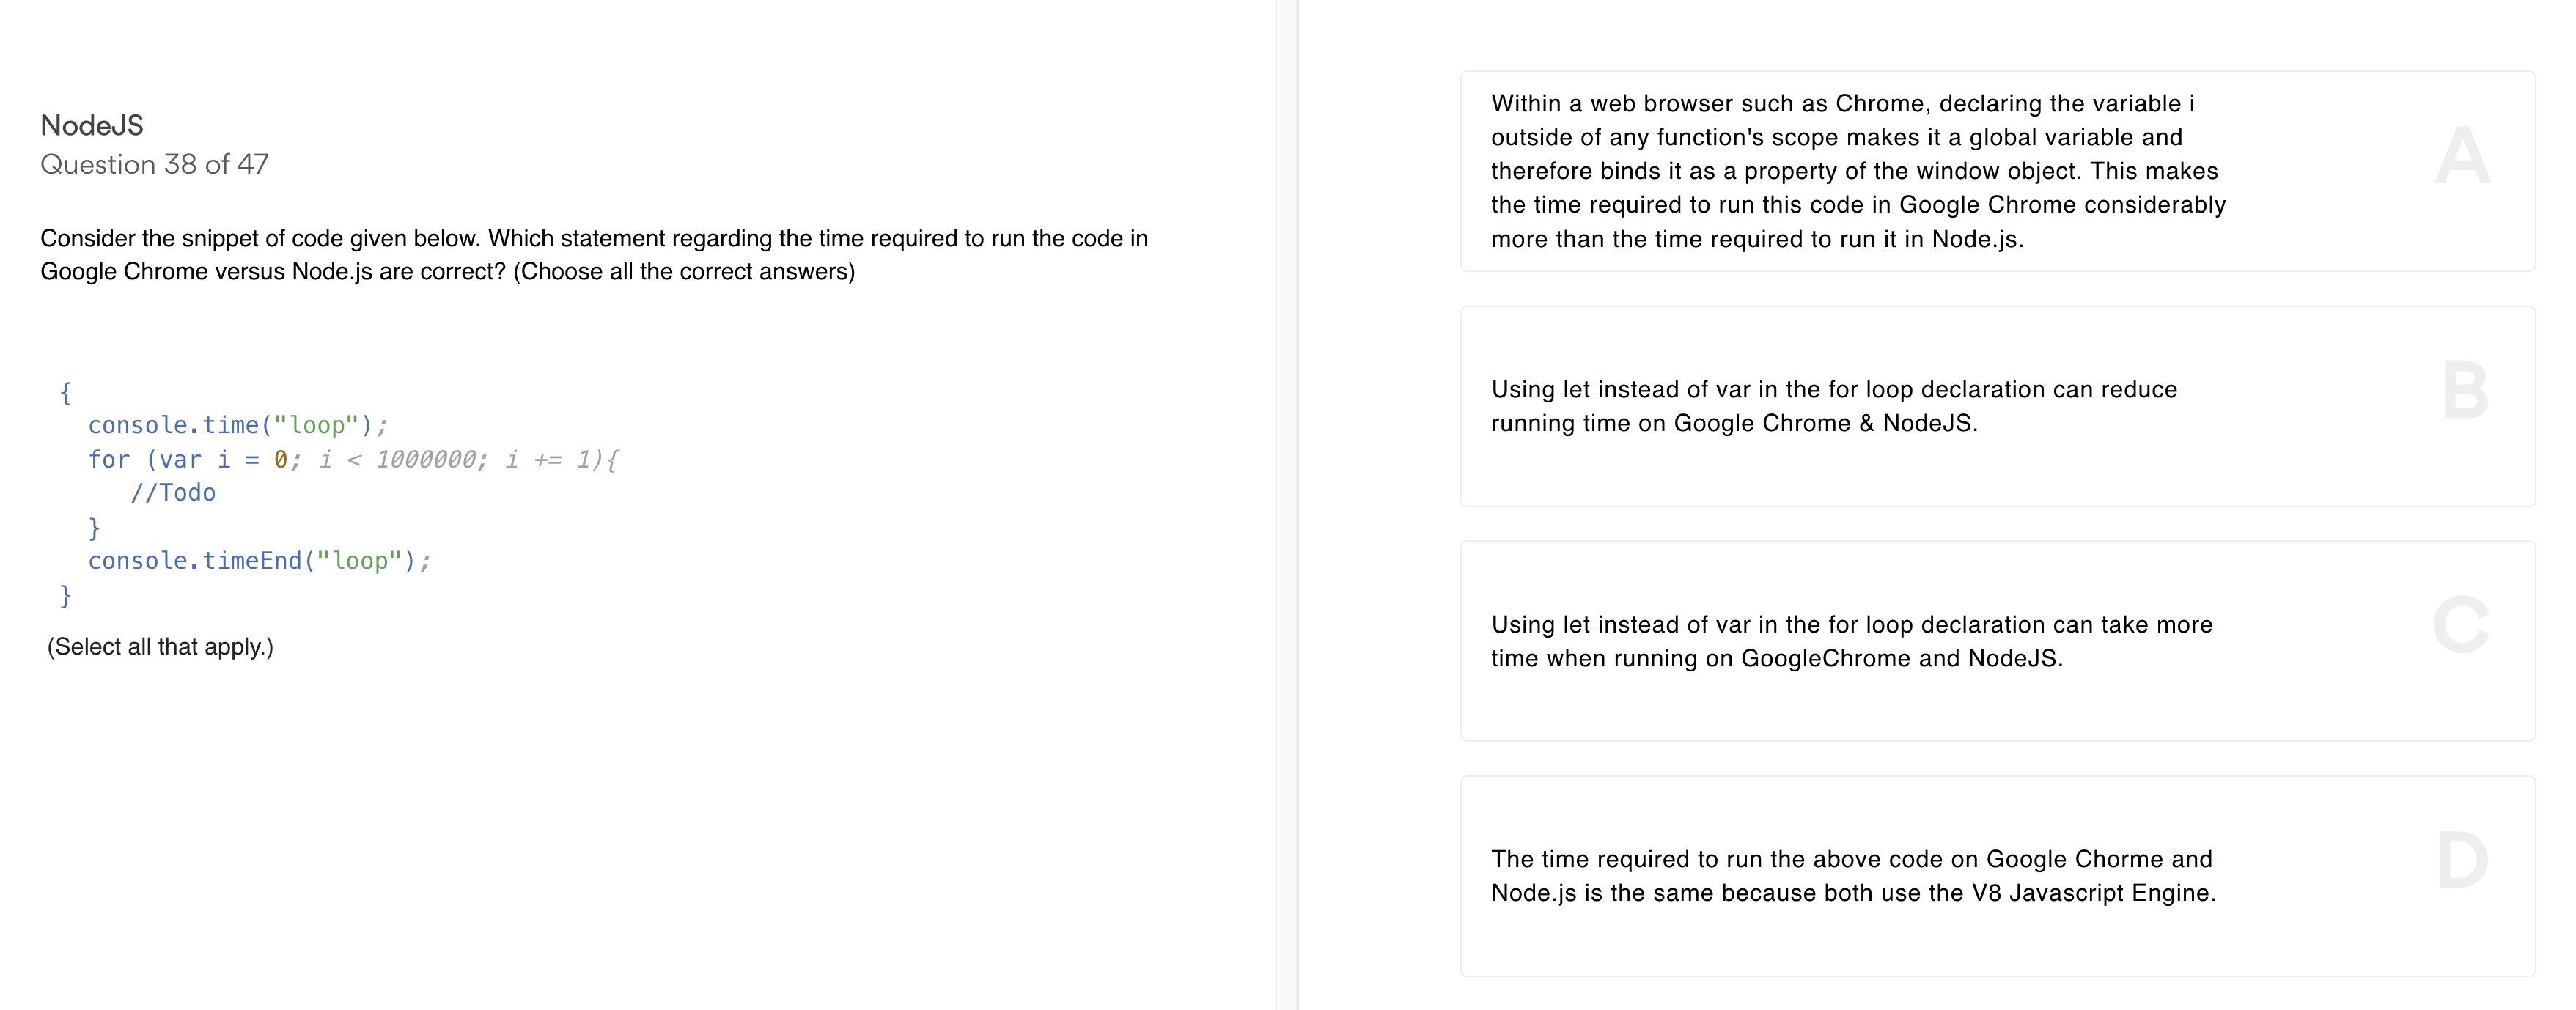 NodeJS
Question 38 of 47
Consider the snippet of code given below. Which statement regarding the time required to run the code in
Google Chrome versus Node.js are correct? (Choose all the correct answers)
{
console.time("loop");
for (var i = 0; i < 1000000; i += 1){
//Todo
}
console.timeEnd("loop");
}
(Select all that apply.)
Within a web browser such as Chrome, declaring the variable i
outside of any function's scope makes it a global variable and
therefore binds it as a property of the window object. This makes
the time required to run this code in Google Chrome considerably
more than the time required to run it in Node.js.
A
Using let instead of var in the for loop declaration can reduce
running time on Google Chrome & NodeJS.
B
Using let instead of var in the for loop declaration can take more
time when running on GoogleChrome and NodeJS.
C
The time required to run the above code on Google Chorme and
Node.js is the same because both use the V8 Javascript Engine.
D